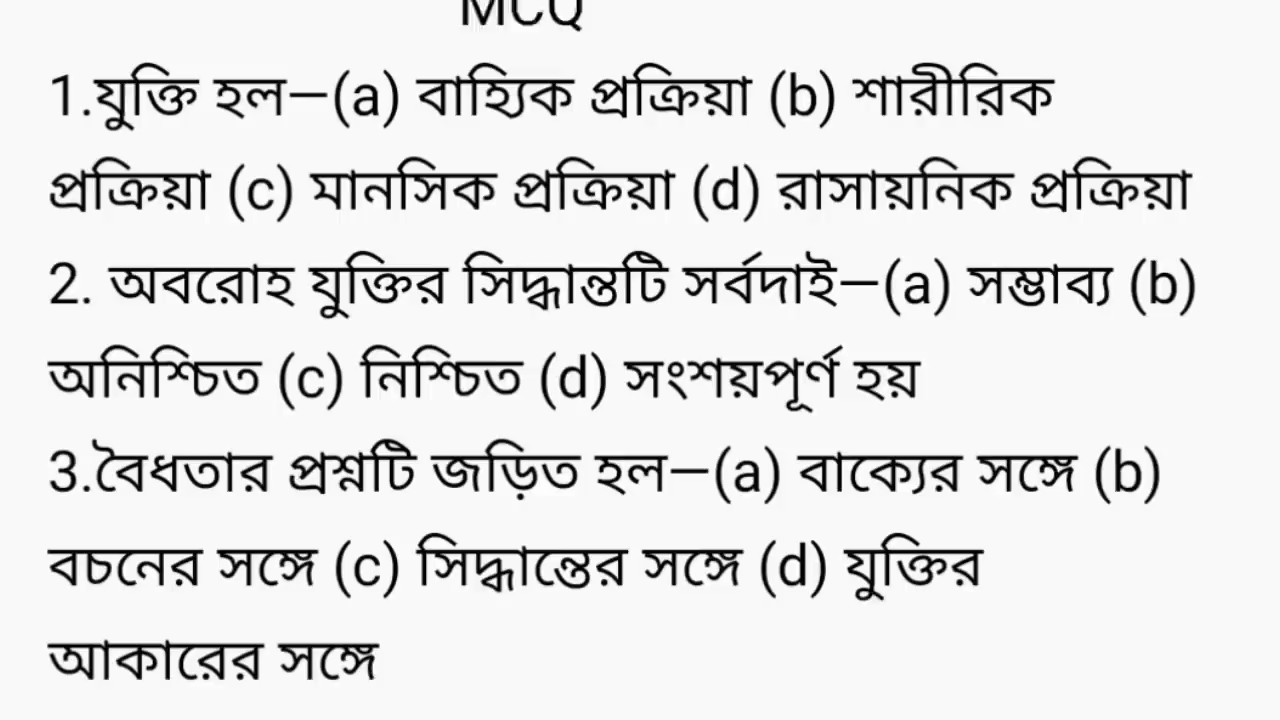 MCQ
1.যুক্তি হল—(a) বাহ্যিক প্রক্রিয়া (b) শারীরিক
প্রক্রিয়া (c) মানসিক প্রক্রিয়া (d) রাসায়নিক প্রক্রিয়া
2. অবরোহ যুক্তির সিদ্ধান্তটি সর্বদাই—(a) সম্ভাব্য (b)
অনিশ্চিত (c) নিশ্চিত (d) সংশয়পূর্ণ হয়
3.বৈধতার প্রশ্নটি জড়িত হল—(a) বাক্যের সঙ্গে (b)
বচনের সঙ্গে (c) সিদ্ধান্তের সঙ্গে (d) যুক্তির
আকারের সঙ্গে